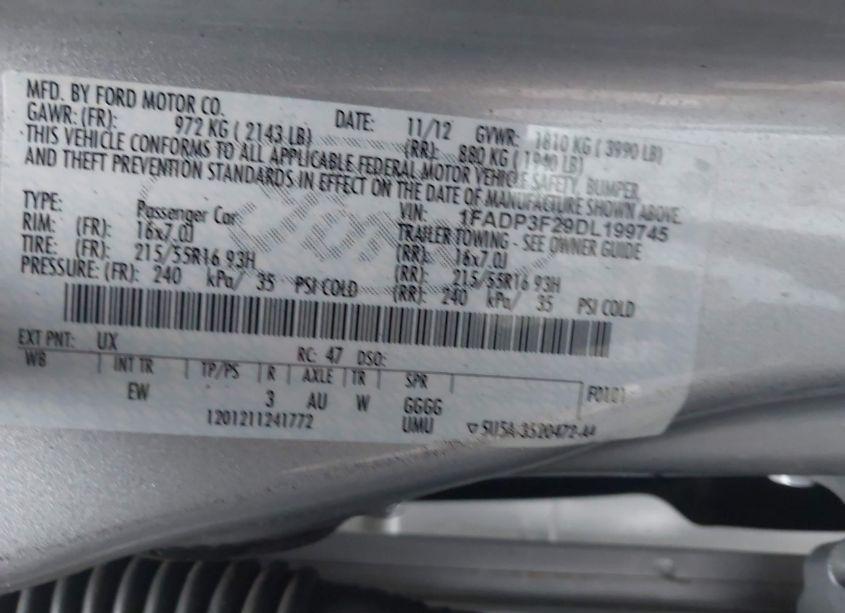 MFD. BY FORD MOTOR CO. DATE: 11/12 GVWR: 1810 KG ( 3990 LB)
GAWR: (FR): 972 KG ( 2143 LB) (RR): 880 KG ( 1940 LB)
THIS VEHICLE CONFORMS TO ALL APPLICABLE FEDERAL MOTOR VEHICLE SAFETY, BUMPER,
AND THEFT PREVENTION STANDARDS IN EFFECT ON THE DATE OF MANUFACTURE SHOWN ABOVE.
VIN: 1FADP3F29DL199745
TYPE: Passenger Car TRAILER TOWING - SEE OWNER GUIDE
RIM: (FR): 16x7.0J (RR): 16x7.0J
TIRE: (FR): 215/55R16 93H (RR): 215/55R16 93H
PRESSURE: (FR): 240 kPa/ 35 PSI COLD (RR): 240 kPa/ 35 PSI COLD
EXT PNT: UX RC: 47 DSO:
WB INT TR TP/PS R AXLE TR SPR
EW 3 AU W GGGG
1201211241772 UMU